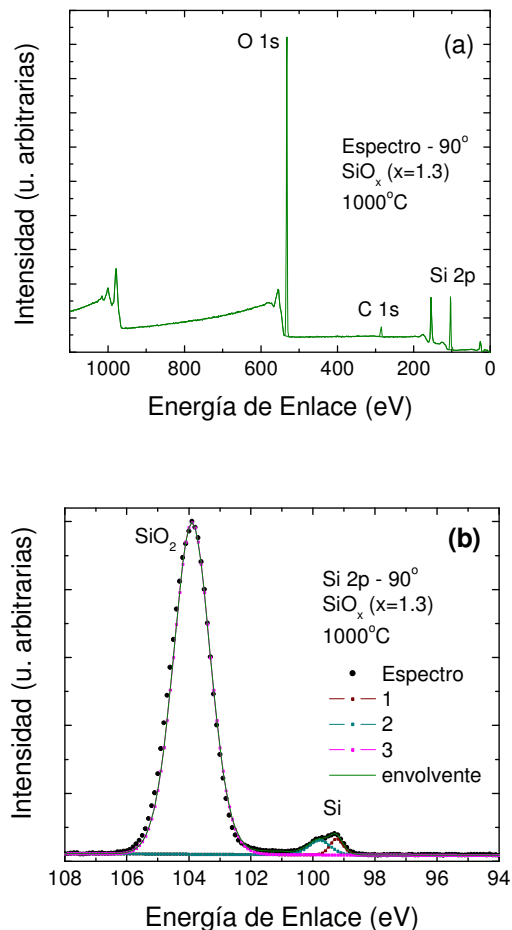 (a)
O 1s
Espectro - 90°
SiOₓ (x=1.3)
1000°C
Si 2p
C 1s
Intensidad (u. arbitrarias)
1000 800 600 400 200 0
Energía de Enlace (eV)
(b)
SiO₂
Si 2p - 90°
SiOₓ (x=1.3)
1000°C
Espectro
1
2
3
envolvente
Si
Intensidad (u. arbitrarias)
108 106 104 102 100 98 96 94
Energía de Enlace (eV)